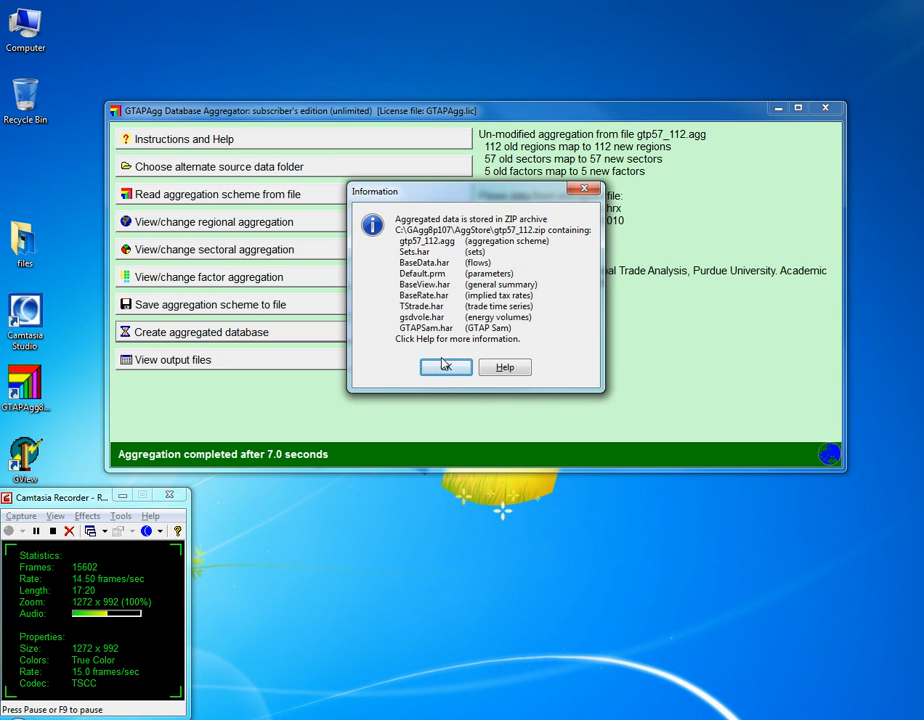 Computer
Recycle Bin
files
Camtasia
Studio
GTAPAgg8...
GView
GTAPAgg Database Aggregator: subscriber's edition (unlimited)  [License file: GTAPAgg.lic]
Instructions and Help
Choose alternate source data folder
Read aggregation scheme from file
View/change regional aggregation
View/change sectoral aggregation
View/change factor aggregation
Save aggregation scheme to file
Create aggregated database
View output files
Un-modified aggregation from file gtp57_112.agg
112 old regions map to 112 new regions
57 old sectors map to 57 new sectors
5 old factors map to 5 new factors
file:
hrx
010
al Trade Analysis, Purdue University. Academic
Information
Aggregated data is stored in ZIP archive
C:\GAgg8p107\AggStore\gtp57_112.zip containing:
gtp57_112.agg (aggregation scheme)
Sets.har (sets)
BaseData.har (flows)
Default.prm (parameters)
BaseView.har (general summary)
BaseRate.har (implied tax rates)
TStrade.har (trade time series)
gsdvole.har (energy volumes)
GTAPSam.har (GTAP Sam)
Click Help for more information.
Help
Aggregation completed after 7.0 seconds
Camtasia Recorder - R...
Capture View Effects Tools Help
Statistics:
Frames: 15602
Rate: 14.50 frames/sec
Length: 17:20
Zoom: 1272 x 992 (100%)
Audio:
Properties:
Size: 1272 x 992
Colors: True Color
Rate: 15.0 frames/sec
Codec: TSCC
Press Pause or F9 to pause